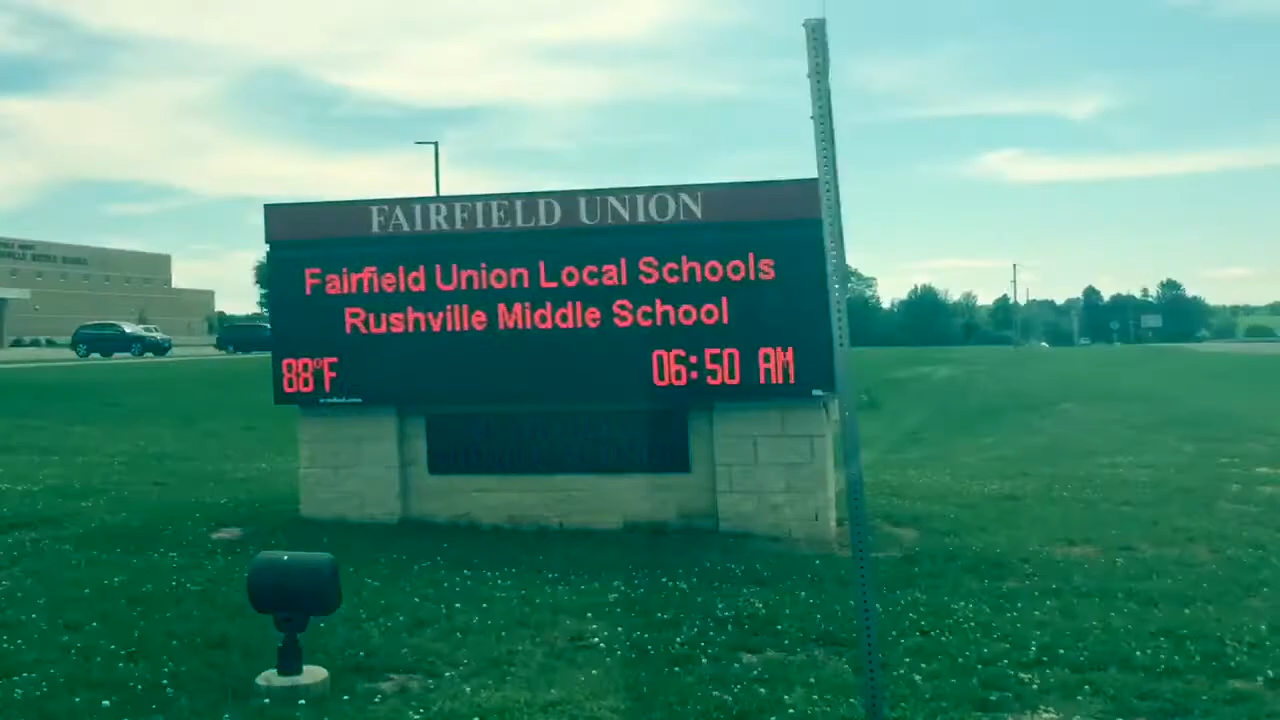 FAIRFIELD UNION
Fairfield Union Local Schools
Rushville Middle School
88°F
06:50 AM